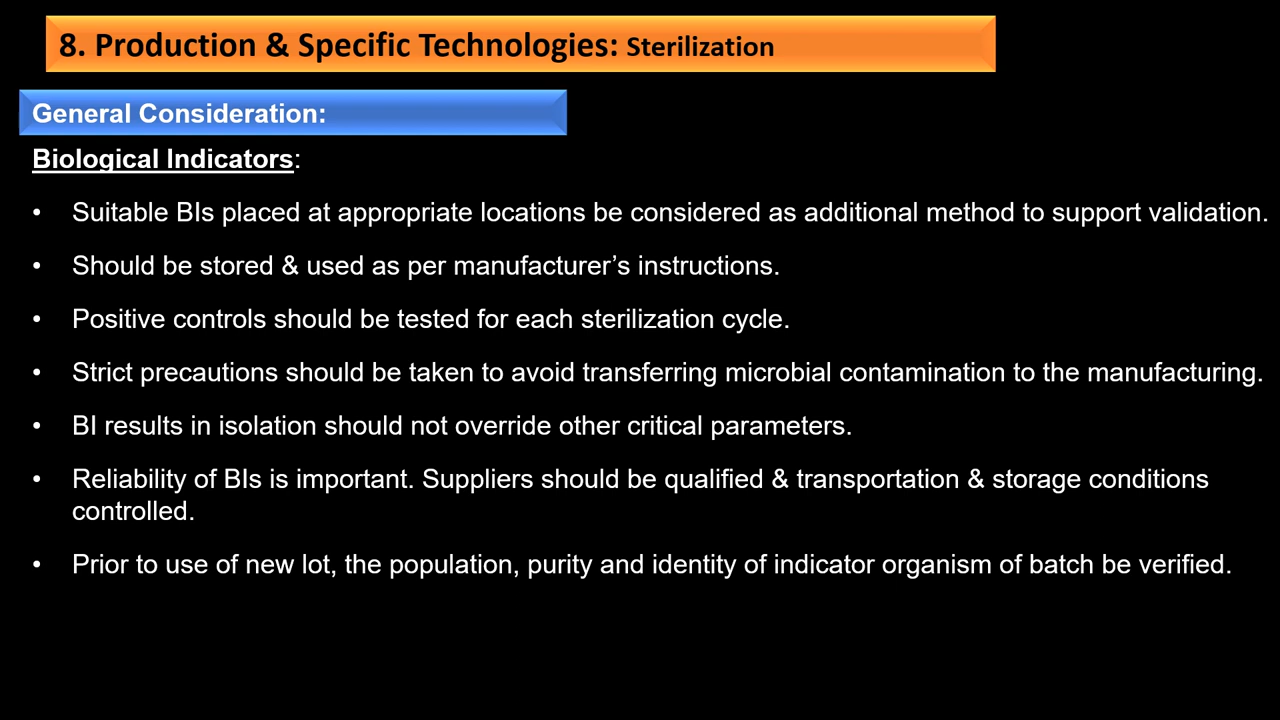 8. Production & Specific Technologies: Sterilization
General Consideration:
Biological Indicators:
• Suitable BIs placed at appropriate locations be considered as additional method to support validation.
• Should be stored & used as per manufacturer’s instructions.
• Positive controls should be tested for each sterilization cycle.
• Strict precautions should be taken to avoid transferring microbial contamination to the manufacturing.
• BI results in isolation should not override other critical parameters.
• Reliability of BIs is important. Suppliers should be qualified & transportation & storage conditions
controlled.
• Prior to use of new lot, the population, purity and identity of indicator organism of batch be verified.